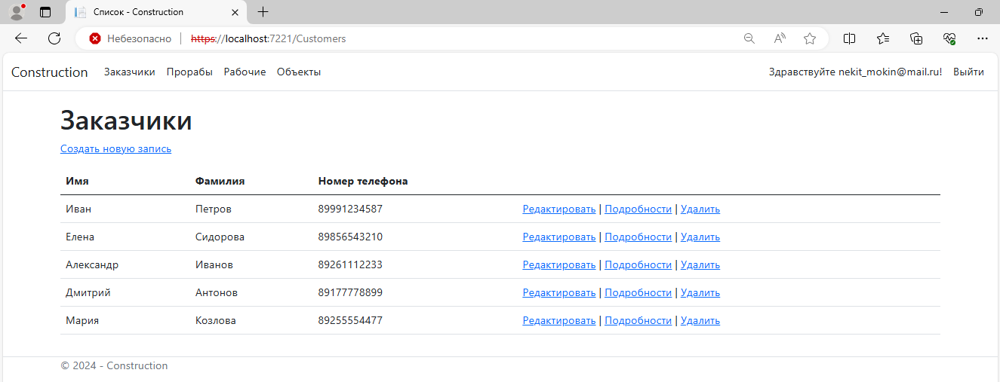 Список - Construction
Небезопасно https://localhost:7221/Customers
Construction Заказчики Прорабы Рабочие Объекты Здравствуйте nekit_mokin@mail.ru! Выйти
Заказчики
Создать новую запись
Имя Фамилия Номер телефона
Иван Петров 89991234587 Редактировать | Подробности | Удалить
Елена Сидорова 89856543210 Редактировать | Подробности | Удалить
Александр Иванов 89261112233 Редактировать | Подробности | Удалить
Дмитрий Антонов 89177778899 Редактировать | Подробности | Удалить
Мария Козлова 89255554477 Редактировать | Подробности | Удалить
© 2024 - Construction